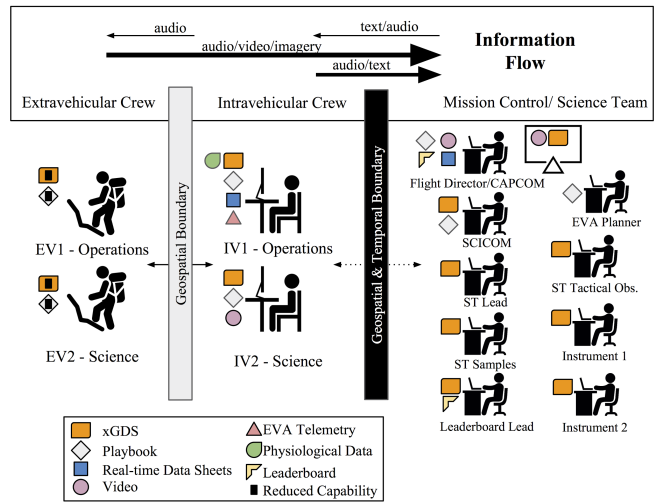 audio
text/audio
audio/video/imagery
audio/text
Information
Flow
Extravehicular Crew
Intravehicular Crew
Mission Control/ Science Team
Geospatial Boundary
Geospatial & Temporal Boundary
EV1 - Operations
EV2 - Science
IV1 - Operations
IV2 - Science
Flight Director/CAPCOM
EVA Planner
SCICOM
ST Lead
ST Tactical Obs.
ST Samples
Instrument 1
Leaderboard Lead
Instrument 2
xGDS
Playbook
Real-time Data Sheets
Video
EVA Telemetry
Physiological Data
Leaderboard
Reduced Capability